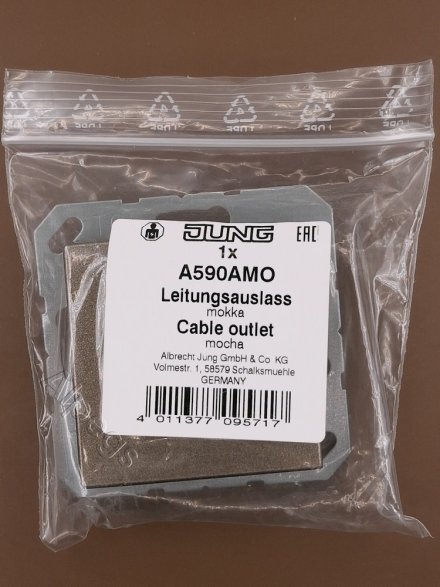 JUNG
EAC
1x
A590AMO
Leitungsauslass
mokka
Cable outlet
mocha
Albrecht Jung GmbH & Co. KG
Volmestr. 1, 58579 Schalksmuehle
GERMANY
4 011377 095717